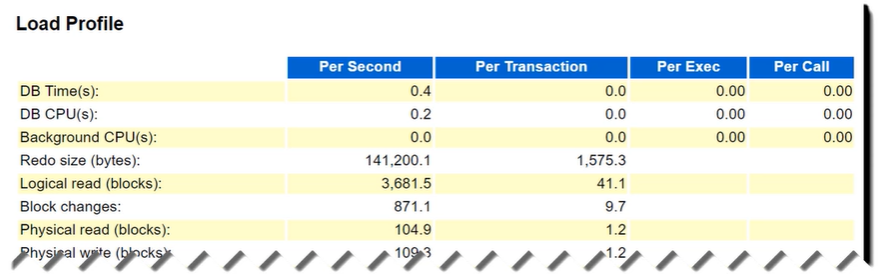 Load Profile
Per Second Per Transaction Per Exec Per Call
DB Time(s): 0.4 0.0 0.00 0.00
DB CPU(s): 0.2 0.0 0.00 0.00
Background CPU(s): 0.0 0.0 0.00 0.00
Redo size (bytes): 141,200.1 1,575.3
Logical read (blocks): 3,681.5 41.1
Block changes: 871.1 9.7
Physical read (blocks): 104.9 1.2
Physical write (blocks): 109.3 1.2